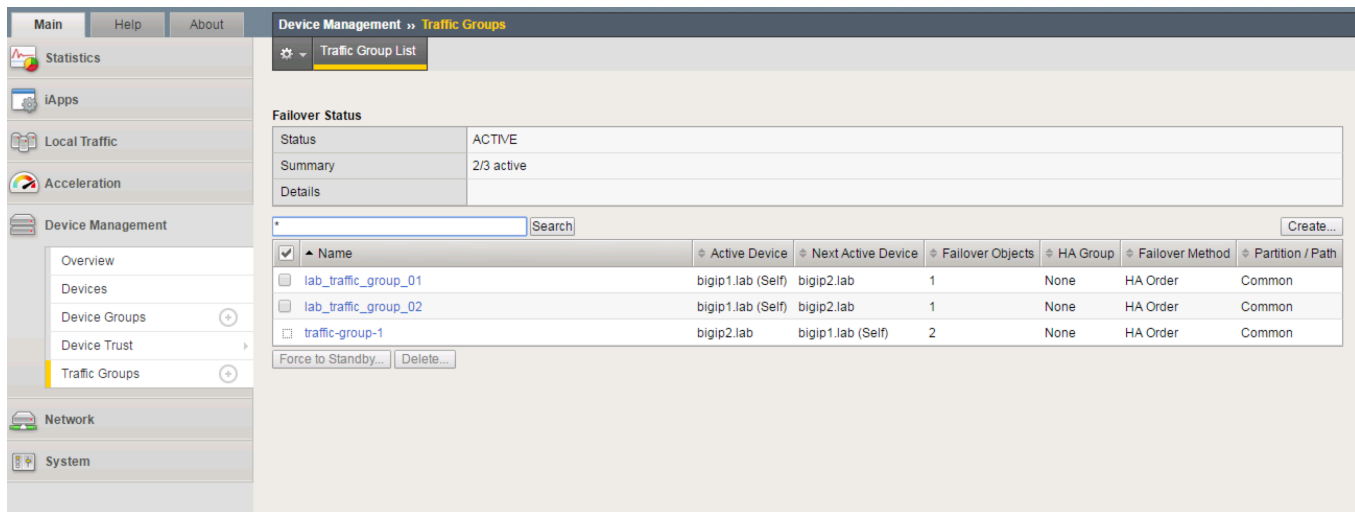 Main Help About
Device Management ›› Traffic Groups
Traffic Group List
Statistics
iApps
Local Traffic
Acceleration
Device Management
Overview
Devices
Device Groups
Device Trust
Traffic Groups
Network
System
Failover Status
Status ACTIVE
Summary 2/3 active
Details
* Search Create...
Name Active Device Next Active Device Failover Objects HA Group Failover Method Partition / Path
lab_traffic_group_01 bigip1.lab (Self) bigip2.lab 1 None HA Order Common
lab_traffic_group_02 bigip1.lab (Self) bigip2.lab 1 None HA Order Common
traffic-group-1 bigip2.lab bigip1.lab (Self) 2 None HA Order Common
Force to Standby... Delete...